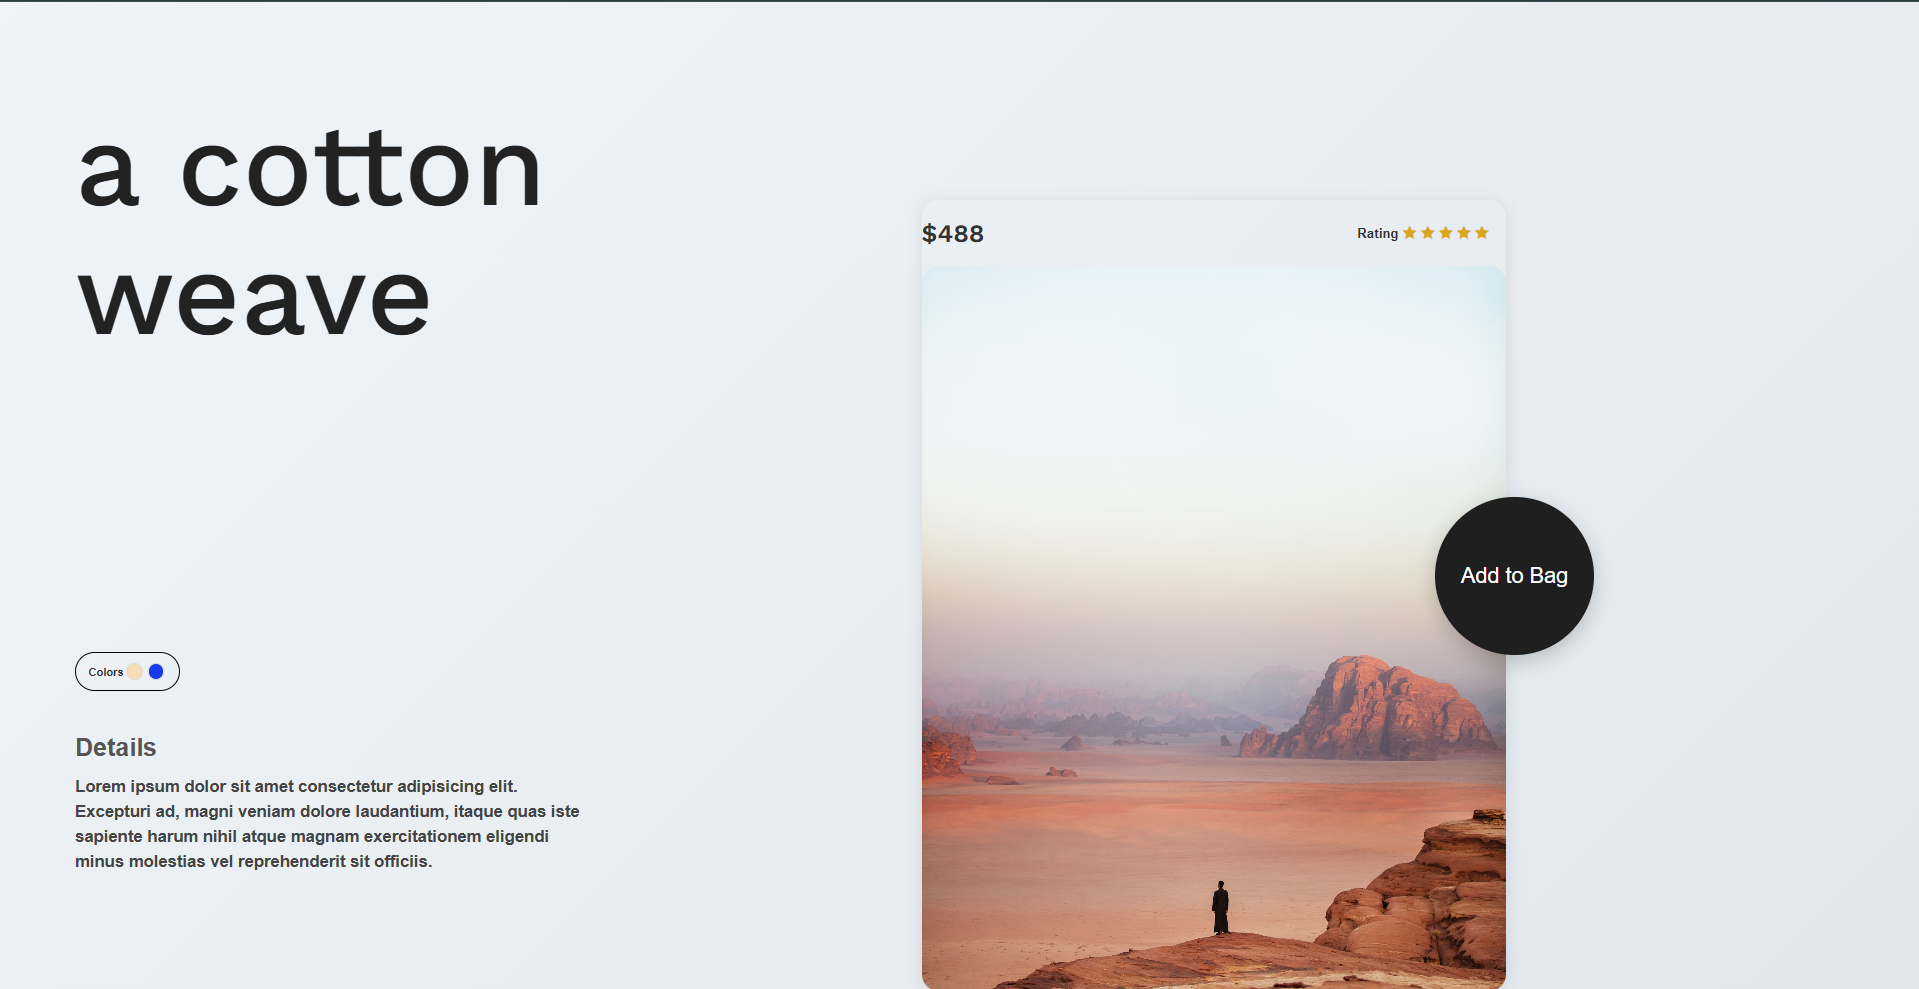 a cotton
weave
$488
Rating
Add to Bag
Colors
Details
Lorem ipsum dolor sit amet consectetur adipisicing elit.
Excepturi ad, magni veniam dolore laudantium, itaque quas iste
sapiente harum nihil atque magnam exercitationem eligendi
minus molestias vel reprehenderit sit officiis.